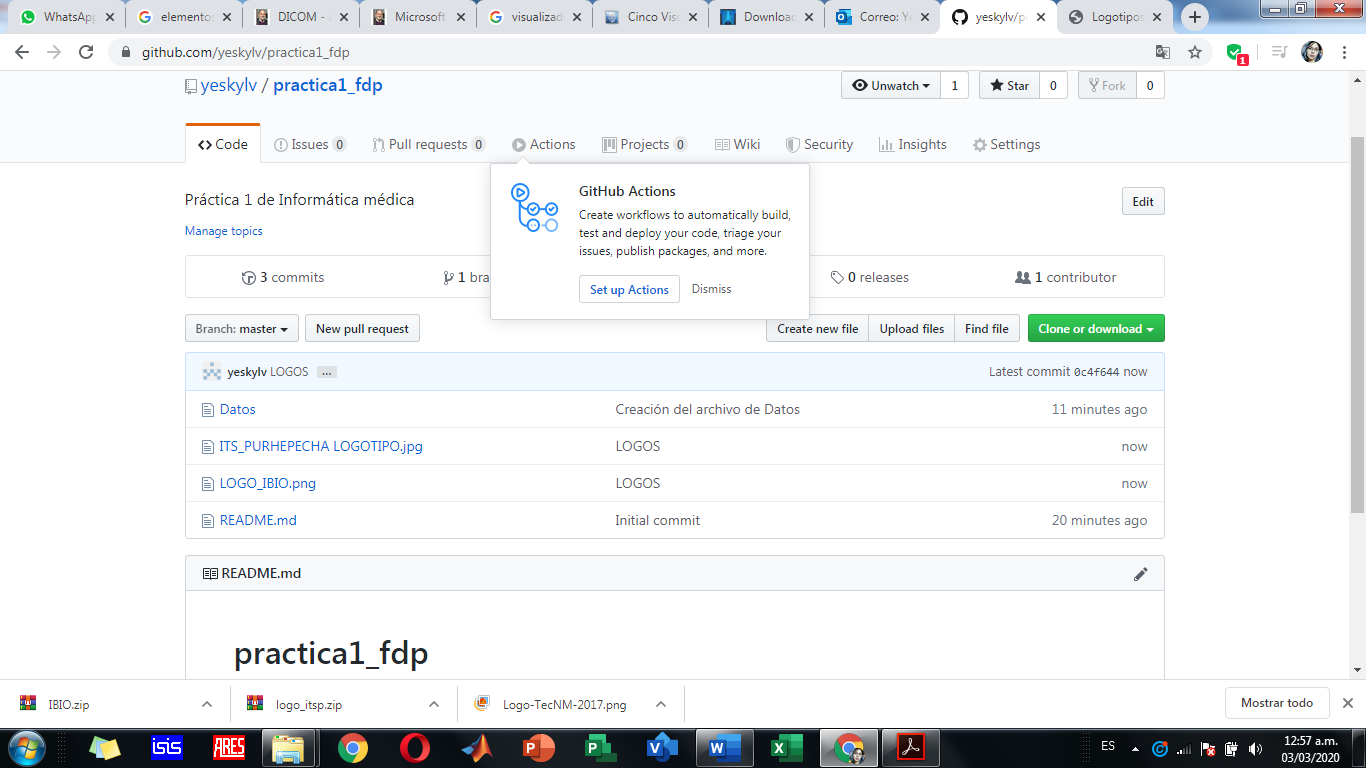 WhatsApp
elementos
DICOM - 
Microsoft
visualizad
Cinco Vis
Downloac
Correo: Y
yeskylv/p
Logotipos
github.com/yeskylv/practica1_fdp
1
yeskylv / practica1_fdp
Unwatch 1 Star 0 Fork 0
Code Issues 0 Pull requests 0 Actions Projects 0 Wiki Security Insights Settings
Práctica 1 de Informática médica
Edit
Manage topics
GitHub Actions
Create workflows to automatically build,
test and deploy your code, triage your
issues, publish packages, and more.
Set up Actions Dismiss
3 commits 1 bra 0 releases 1 contributor
Branch: master New pull request Create new file Upload files Find file Clone or download
yeskylv LOGOS ... Latest commit 0c4f644 now
Datos Creación del archivo de Datos 11 minutes ago
ITS_PURHEPECHA LOGOTIPO.jpg LOGOS now
LOGO_IBIO.png LOGOS now
README.md Initial commit 20 minutes ago
README.md
practica1_fdp
IBIO.zip logo_itsp.zip Logo-TecNM-2017.png Mostrar todo
isis ARES ES 12:57 a.m.
03/03/2020